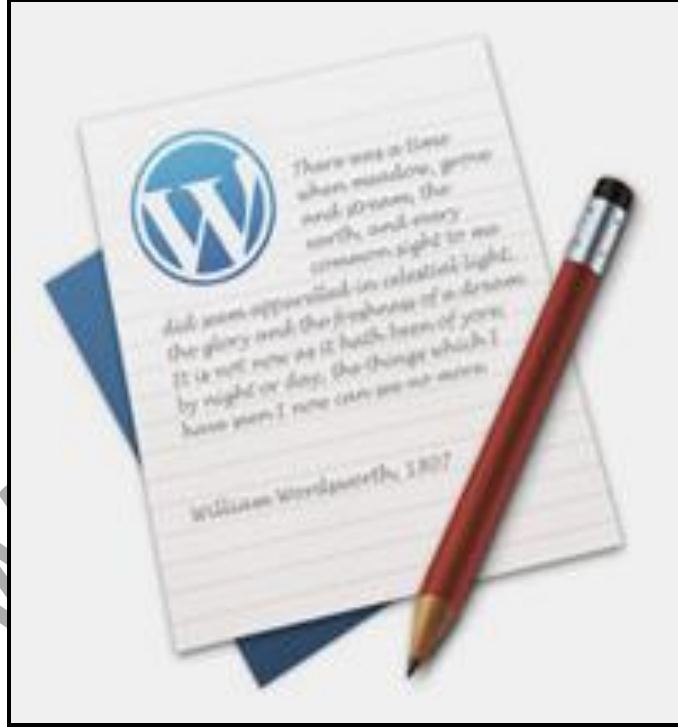 W
There was a time
when meadow, grove
and stream, the
earth, and every
common sight to me
did seem apparelled in celestial light,
the glory and the freshness of a dream.
It is not now as it hath been of yore;
by night or day, the things which I
have seen I now can see no more.
William Wordsworth, 1807